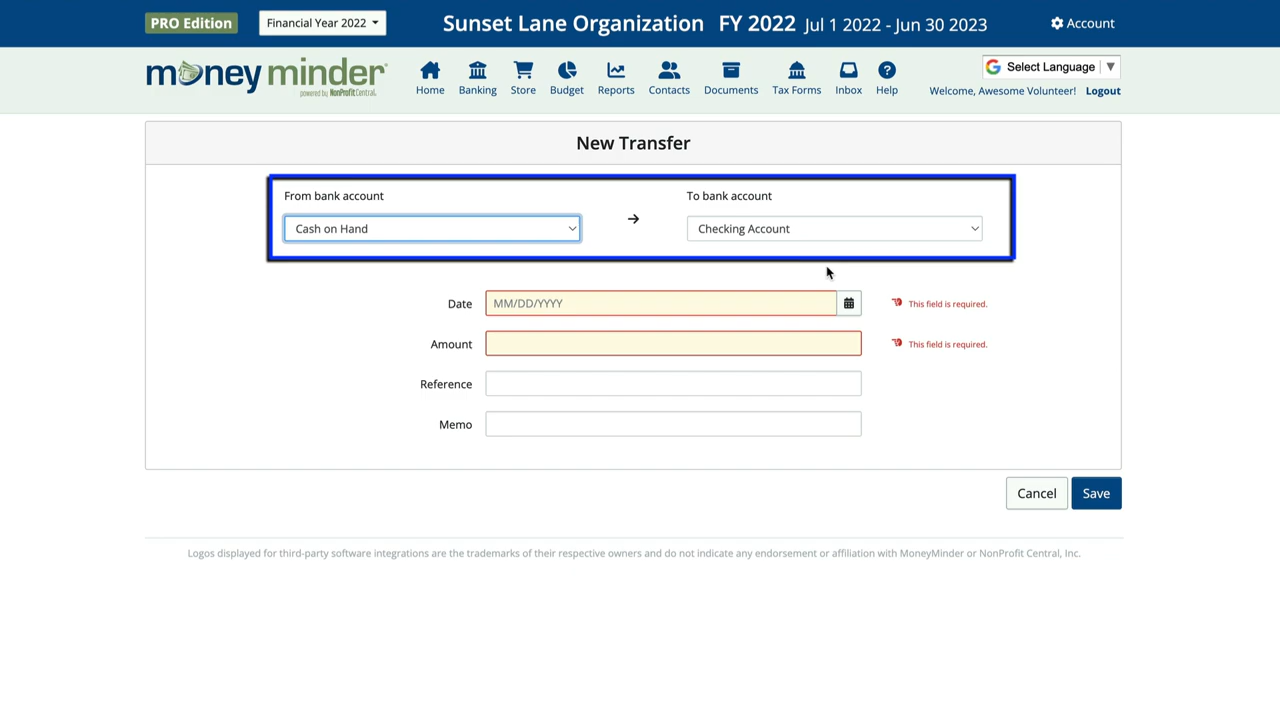 PRO Edition
Financial Year 2022
Sunset Lane Organization FY 2022 Jul 1 2022 - Jun 30 2023
Account
money minder
powered by NonProfit Central.
Home
Banking
Store
Budget
Reports
Contacts
Documents
Tax Forms
Inbox
Help
Select Language
Welcome, Awesome Volunteer! Logout
New Transfer
From bank account
To bank account
Cash on Hand
Checking Account
Date
MM/DD/YYYY
This field is required.
Amount
This field is required.
Reference
Memo
Cancel
Save
Logos displayed for third-party software integrations are the trademarks of their respective owners and do not indicate any endorsement or affiliation with MoneyMinder or NonProfit Central, Inc.